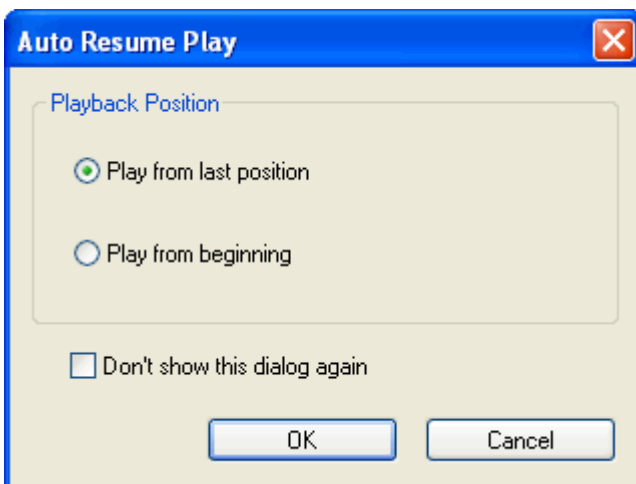 Auto Resume Play
Playback Position
Play from last position
Play from beginning
Don't show this dialog again
OK Cancel